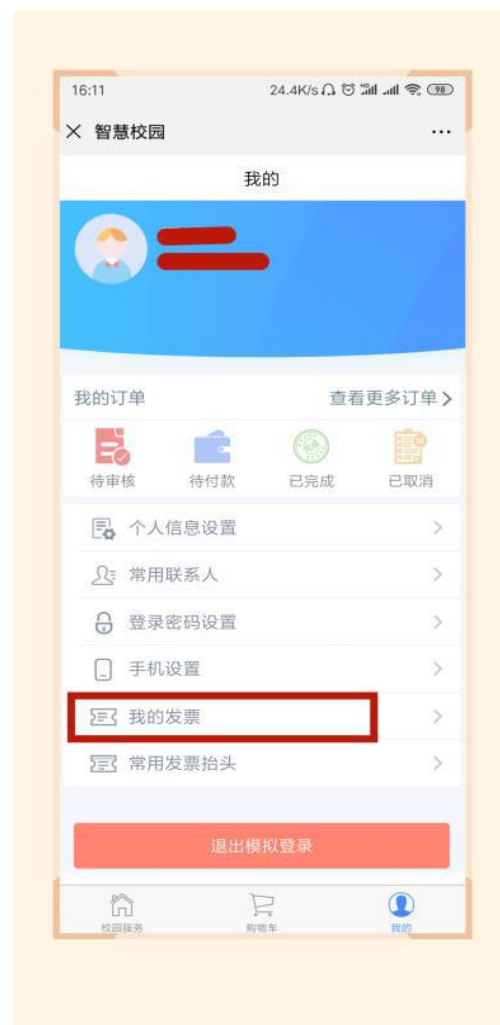 16:11 24.4K/s HD 98
智慧校园 ···
我的
我的订单 查看更多订单
待审核 待付款 已完成 已取消
个人信息设置
常用联系人
登录密码设置
手机设置
我的发票
常用发票抬头
退出模拟登录
校园服务 购物车 我的